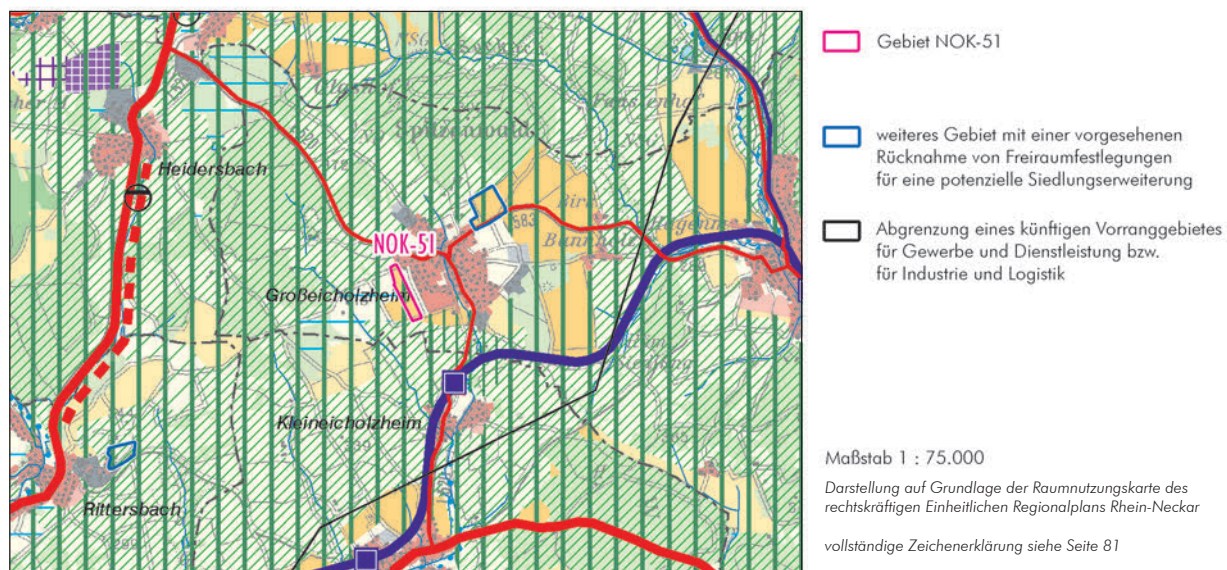 NSG
Heidersbach
NOK-51
583
Großeicholzheim
Kleineicholzheim
Rittersbach
Gebiet NOK-51
weiteres Gebiet mit einer vorgesehenen
Rücknahme von Freiraumfestlegungen
für eine potenzielle Siedlungserweiterung
Abgrenzung eines künftigen Vorranggebietes
für Gewerbe und Dienstleistung bzw.
für Industrie und Logistik
Maßstab 1 : 75.000
Darstellung auf Grundlage der Raumnutzungskarte des
rechtskräftigen Einheitlichen Regionalplans Rhein-Neckar
vollständige Zeichenerklärung siehe Seite 81